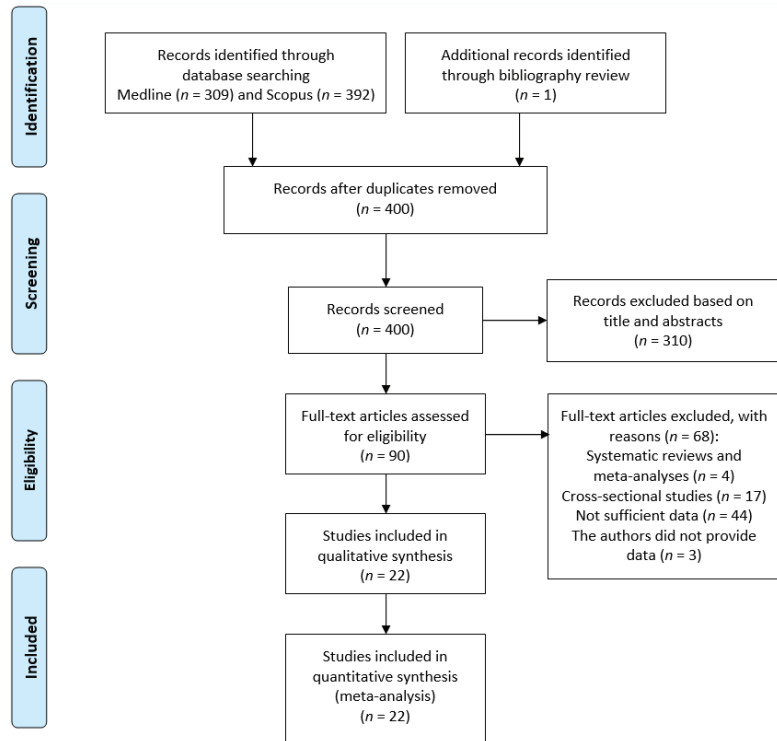 Identification
Records identified through
database searching
Medline (n = 309) and Scopus (n = 392)
Additional records identified
through bibliography review
(n = 1)
Records after duplicates removed
(n = 400)
Screening
Records screened
(n = 400)
Records excluded based on
title and abstracts
(n = 310)
Eligibility
Full-text articles assessed
for eligibility
(n = 90)
Full-text articles excluded, with
reasons (n = 68):
Systematic reviews and
meta-analyses (n = 4)
Cross-sectional studies (n = 17)
Not sufficient data (n = 44)
The authors did not provide
data (n = 3)
Studies included in
qualitative synthesis
(n = 22)
Included
Studies included in
quantitative synthesis
(meta-analysis)
(n = 22)